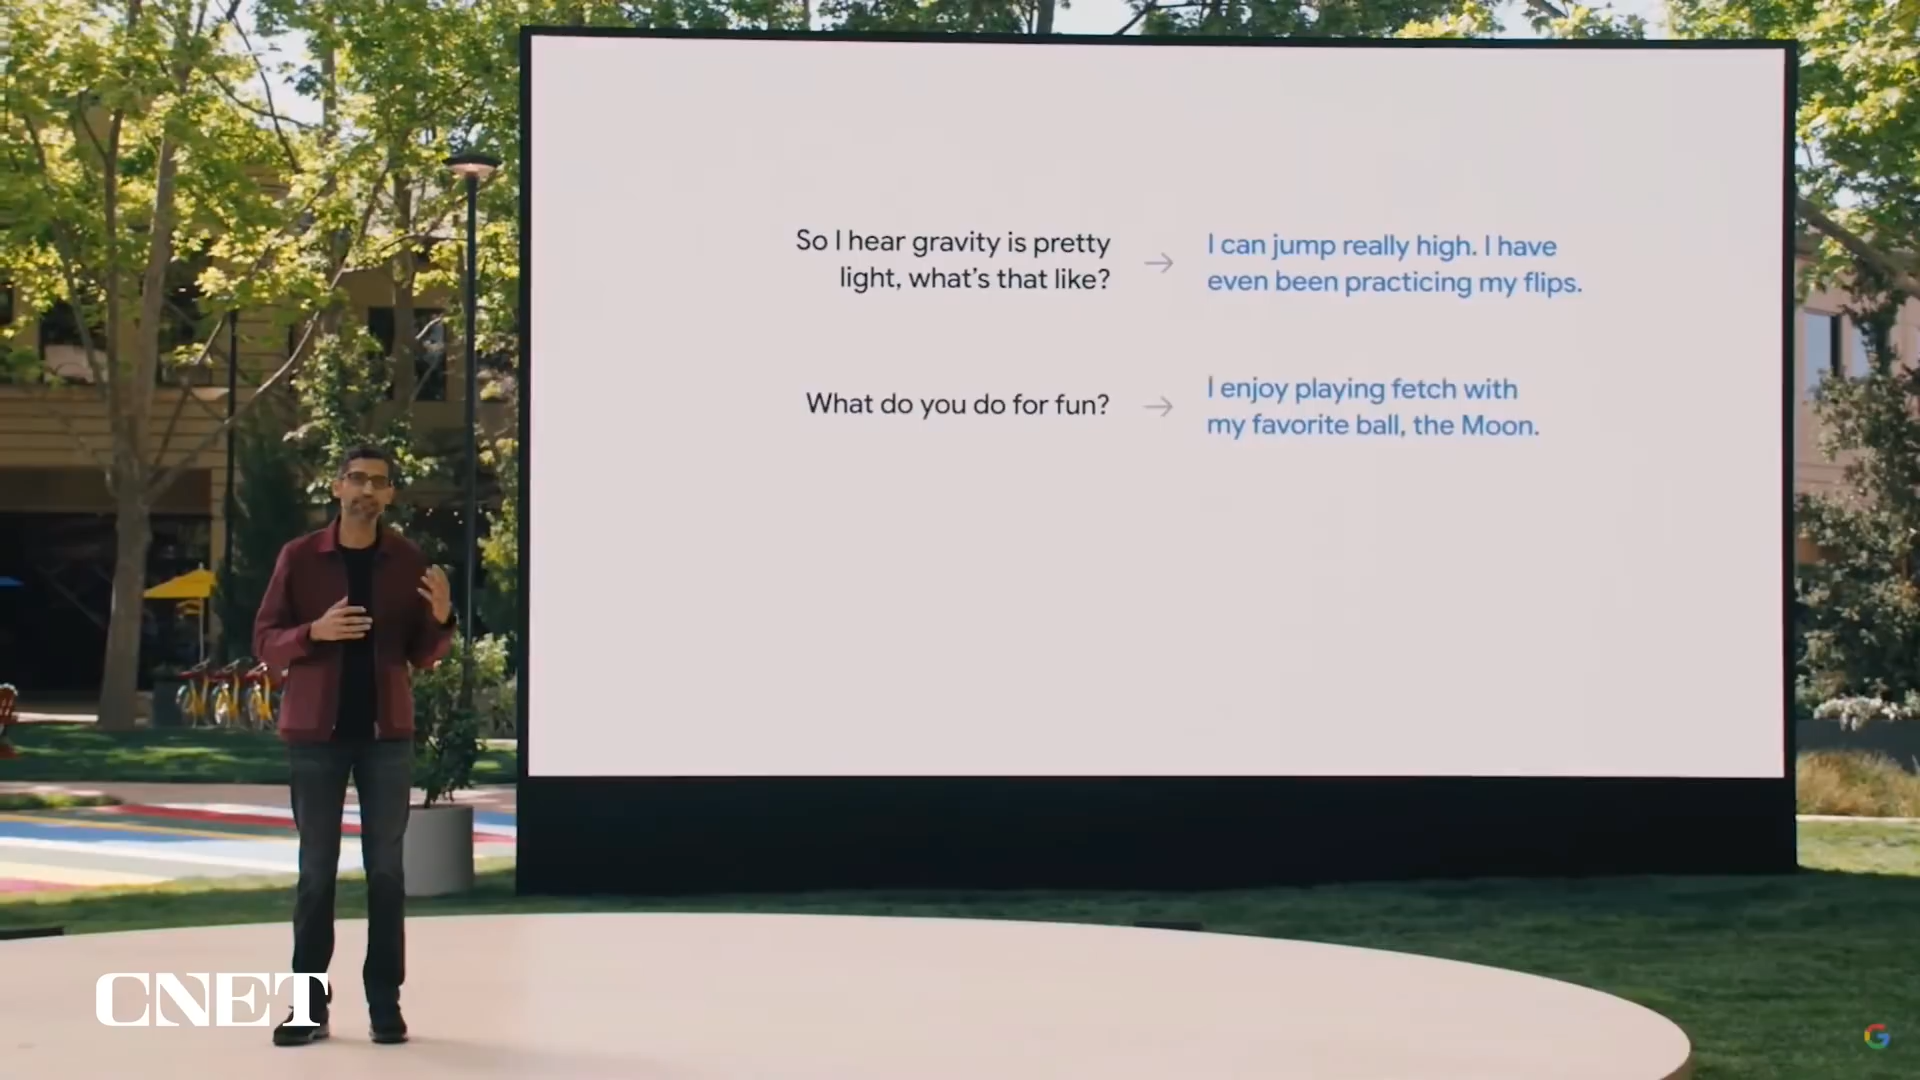 So I hear gravity is pretty
light, what's that like?
→
I can jump really high. I have
even been practicing my flips.
What do you do for fun?
→
I enjoy playing fetch with
my favorite ball, the Moon.
CNET
G